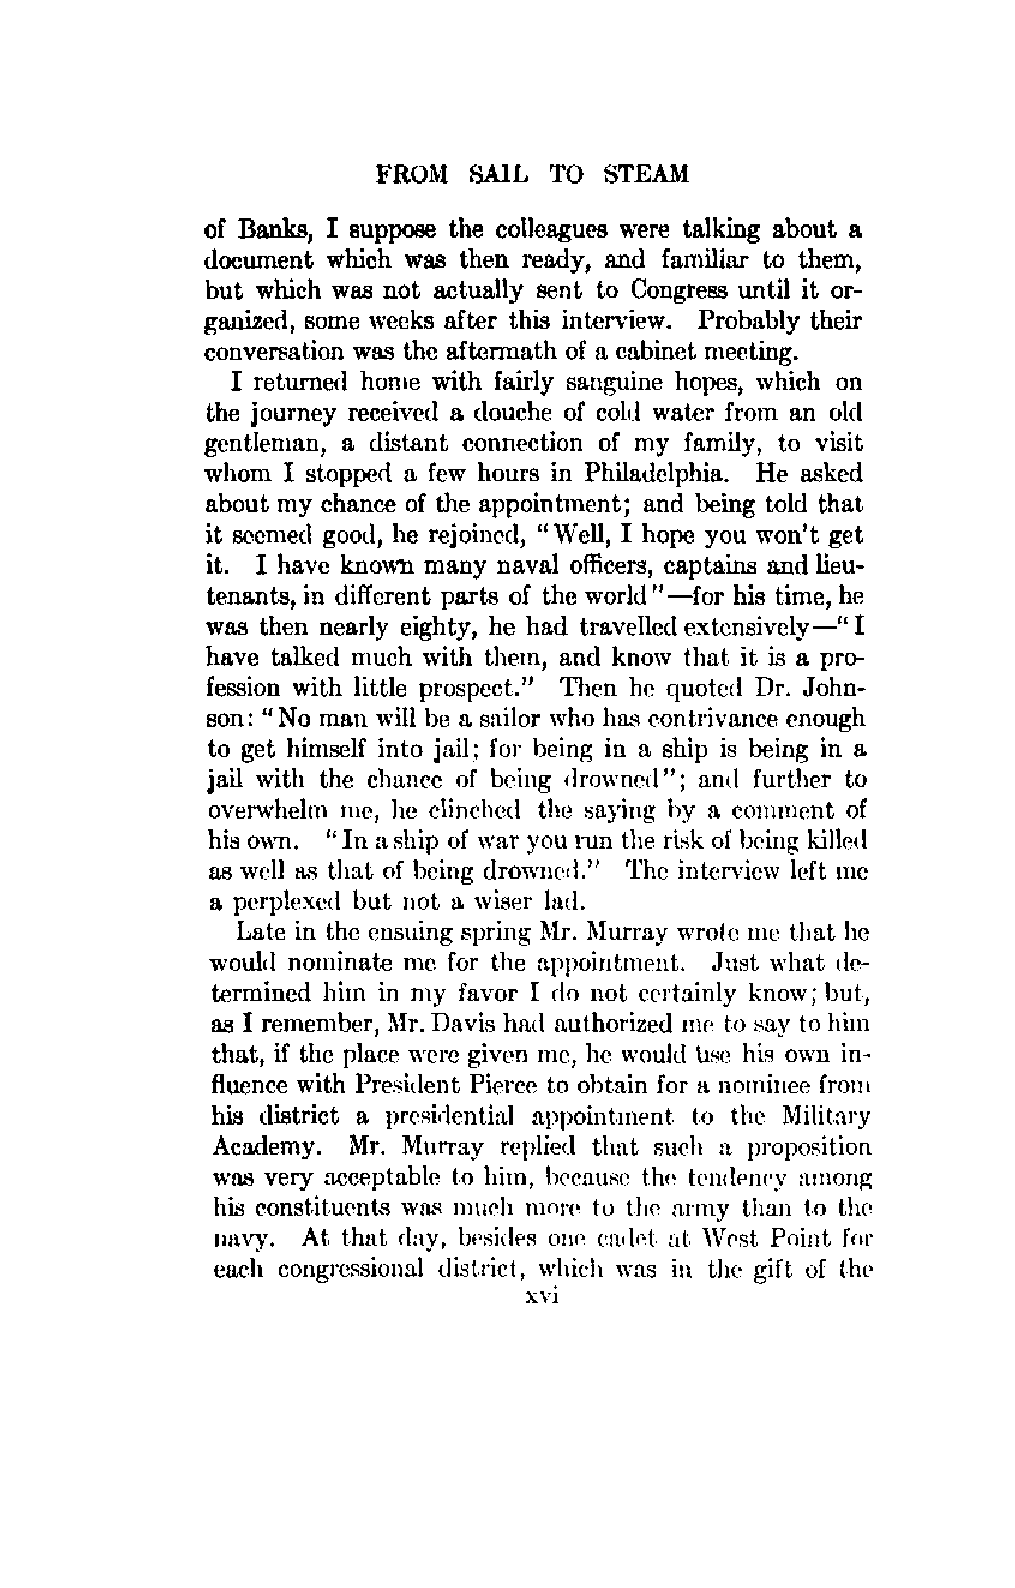 FROM SAIL TO STEAM
of Banks, I suppose the colleagues were talking about a
document which was then ready, and familiar to them,
but which was not actually sent to Congress until it or-
ganized, some weeks after this interview. Probably their
conversation was the aftermath of a cabinet meeting.
I returned home with fairly sanguine hopes, which on
the journey received a douche of cold water from an old
gentleman, a distant connection of my family, to visit
whom I stopped a few hours in Philadelphia. He asked
about my chance of the appointment; and being told that
it seemed good, he rejoined, "Well, I hope you won't get
it. I have known many naval officers, captains and lieu-
tenants, in different parts of the world"—for his time, he
was then nearly eighty, he had travelled extensively—"I
have talked much with them, and know that it is a pro-
fession with little prospect." Then he quoted Dr. John-
son: "No man will be a sailor who has contrivance enough
to get himself into jail; for being in a ship is being in a
jail with the chance of being drowned"; and further to
overwhelm me, he clinched the saying by a comment of
his own. "In a ship of war you run the risk of being killed
as well as that of being drowned." The interview left me
a perplexed but not a wiser lad.
Late in the ensuing spring Mr. Murray wrote me that he
would nominate me for the appointment. Just what de-
termined him in my favor I do not certainly know; but,
as I remember, Mr. Davis had authorized me to say to him
that, if the place were given me, he would use his own in-
fluence with President Pierce to obtain for a nominee from
his district a presidential appointment to the Military
Academy. Mr. Murray replied that such a proposition
was very acceptable to him, because the tendency among
his constituents was much more to the army than to the
navy. At that day, besides one cadet at West Point for
each congressional district, which was in the gift of the
xvi